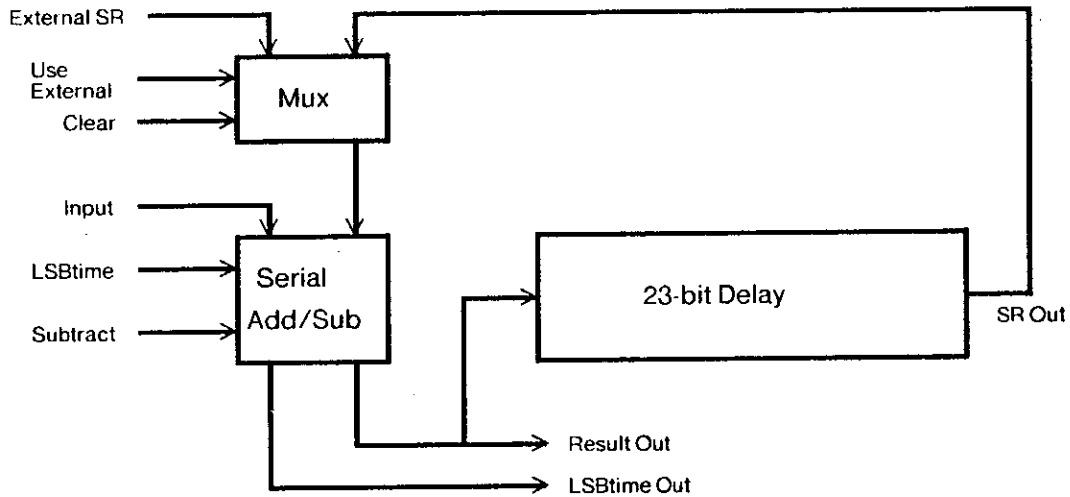 External SR
Use
External
Mux
Clear
Input
LSBtime
Serial
Add/Sub
Subtract
23-bit Delay
SR Out
Result Out
LSBtime Out